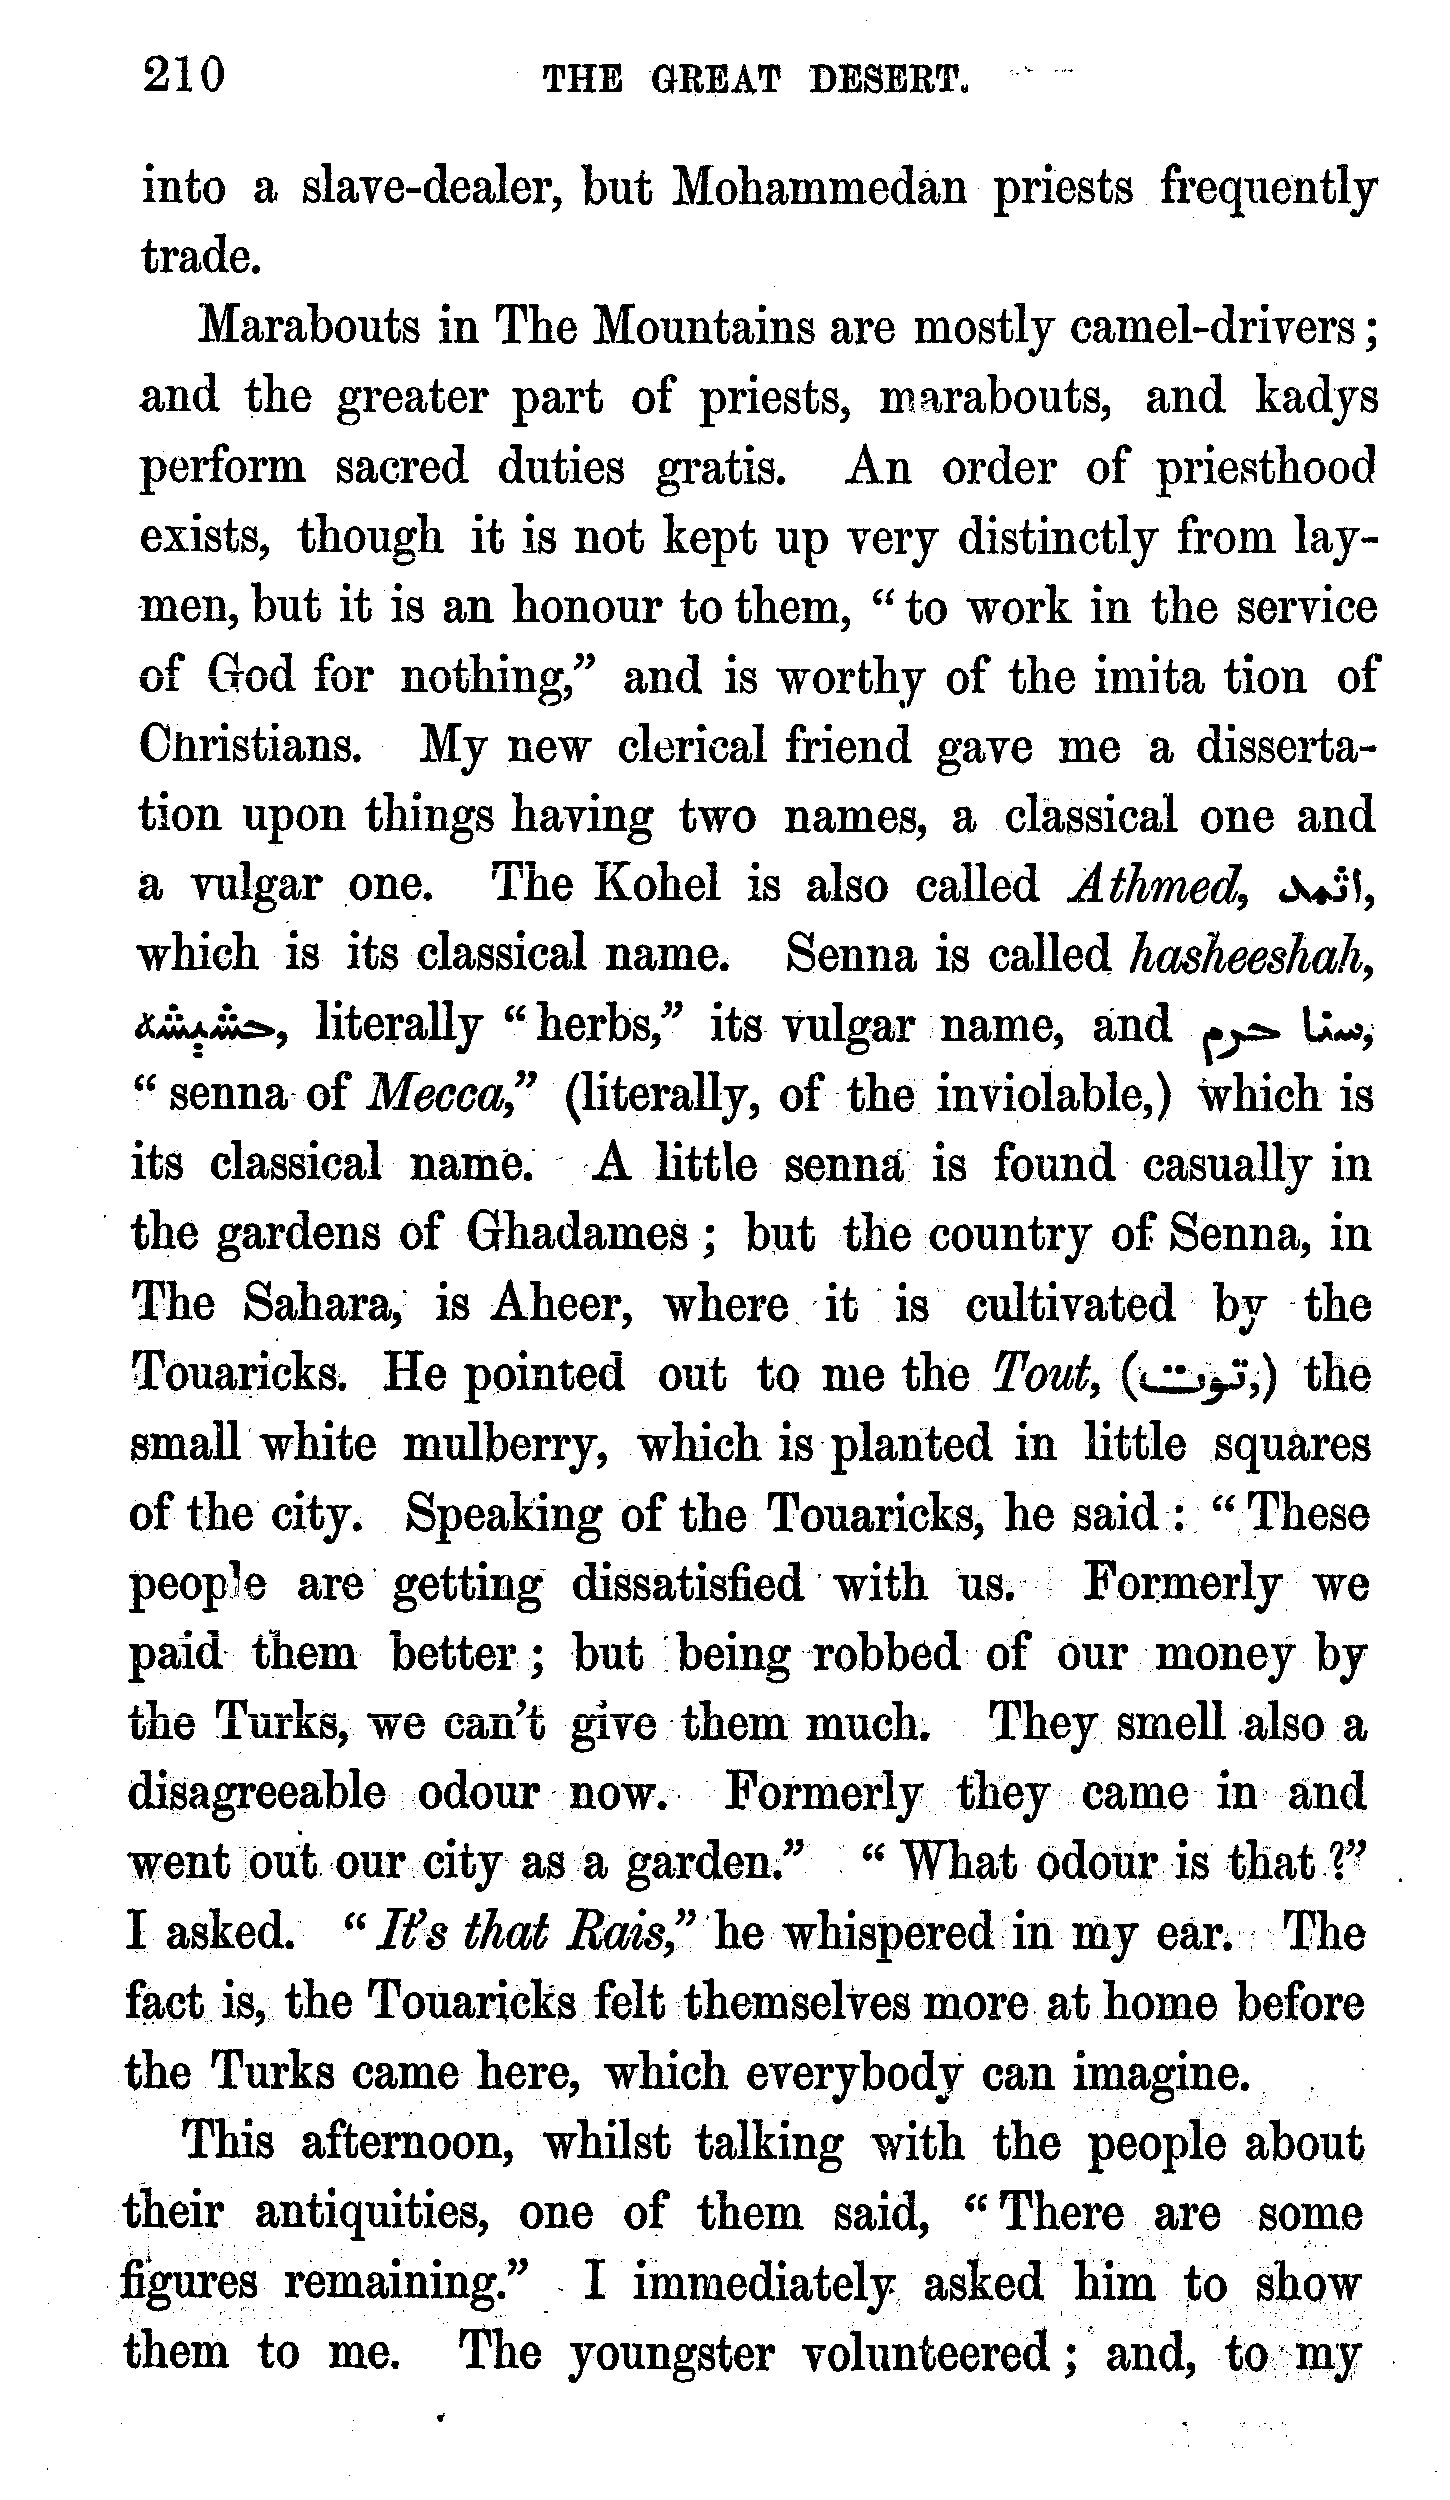 210 THE GREAT DESERT.
into a slave-dealer, but Mohammedan priests frequently
trade.
Marabouts in The Mountains are mostly camel-drivers;
and the greater part of priests, marabouts, and kadys
perform sacred duties gratis. An order of priesthood
exists, though it is not kept up very distinctly from lay-
men, but it is an honour to them, “to work in the service
of God for nothing,” and is worthy of the imita tion of
Christians. My new clerical friend gave me a disserta-
tion upon things having two names, a classical one and
a vulgar one. The Kohel is also called Athmed, اثمد,
which is its classical name. Senna is called hasheeshah,
حشيشه, literally “herbs,” its vulgar name, and سنا حرم,
“senna of Mecca,” (literally, of the inviolable,) which is
its classical name. A little senna is found casually in
the gardens of Ghadames; but the country of Senna, in
The Sahara, is Aheer, where it is cultivated by the
Touaricks. He pointed out to me the Tout, (توت,) the
small white mulberry, which is planted in little squares
of the city. Speaking of the Touaricks, he said: “These
people are getting dissatisfied with us. Formerly we
paid them better; but being robbed of our money by
the Turks, we can’t give them much. They smell also a
disagreeable odour now. Formerly they came in and
went out our city as a garden.” “What odour is that?”
I asked. “It’s that Rais,” he whispered in my ear. The
fact is, the Touaricks felt themselves more at home before
the Turks came here, which everybody can imagine.
This afternoon, whilst talking with the people about
their antiquities, one of them said, “There are some
figures remaining.” I immediately asked him to show
them to me. The youngster volunteered; and, to my